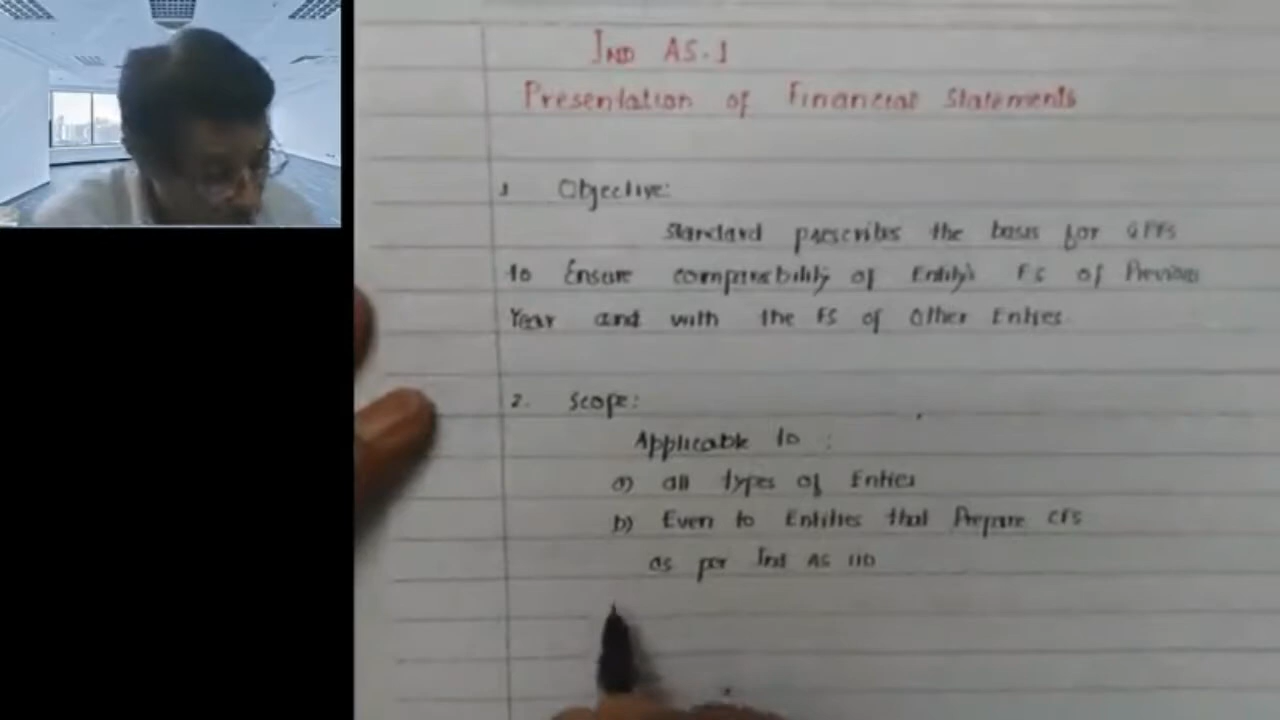 Ind AS-1
Presentation of Financial Statements
1 Objective:
Standard prescribes the basis for GPFS
to Ensure comparability of Entity's FS of Previous
Year and with the FS of Other Enties
2. Scope:
Applicable to :
a) all types of Enties
b) Even to Entities that Prepare CFS
as per Ind AS 110